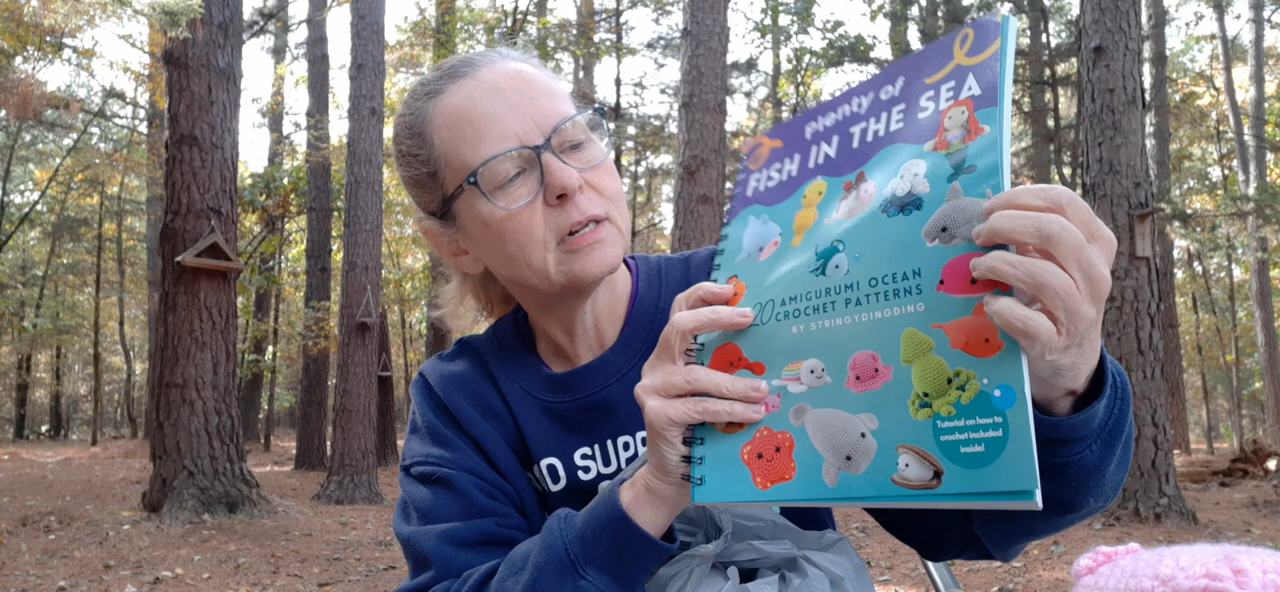 Plenty of
FISH IN THE SEA
20 AMIGURUMI OCEAN
CROCHET PATTERNS
BY STRINGYDINGDING
Tutorial on how to
crochet included
inside!
ND SUPP